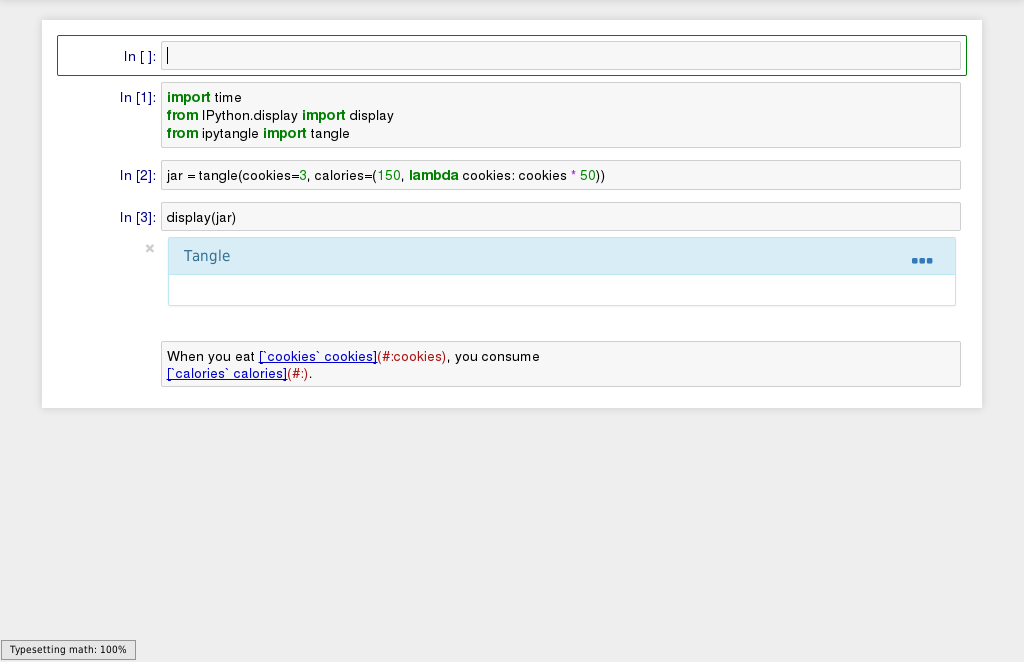 In [ ]:
In [1]: import time
from IPython.display import display
from ipytangle import tangle
In [2]: jar = tangle(cookies=3, calories=(150, lambda cookies: cookies * 50))
In [3]: display(jar)
Tangle
When you eat [`cookies` cookies](#:cookies), you consume
[`calories` calories](#:).
Typesetting math: 100%